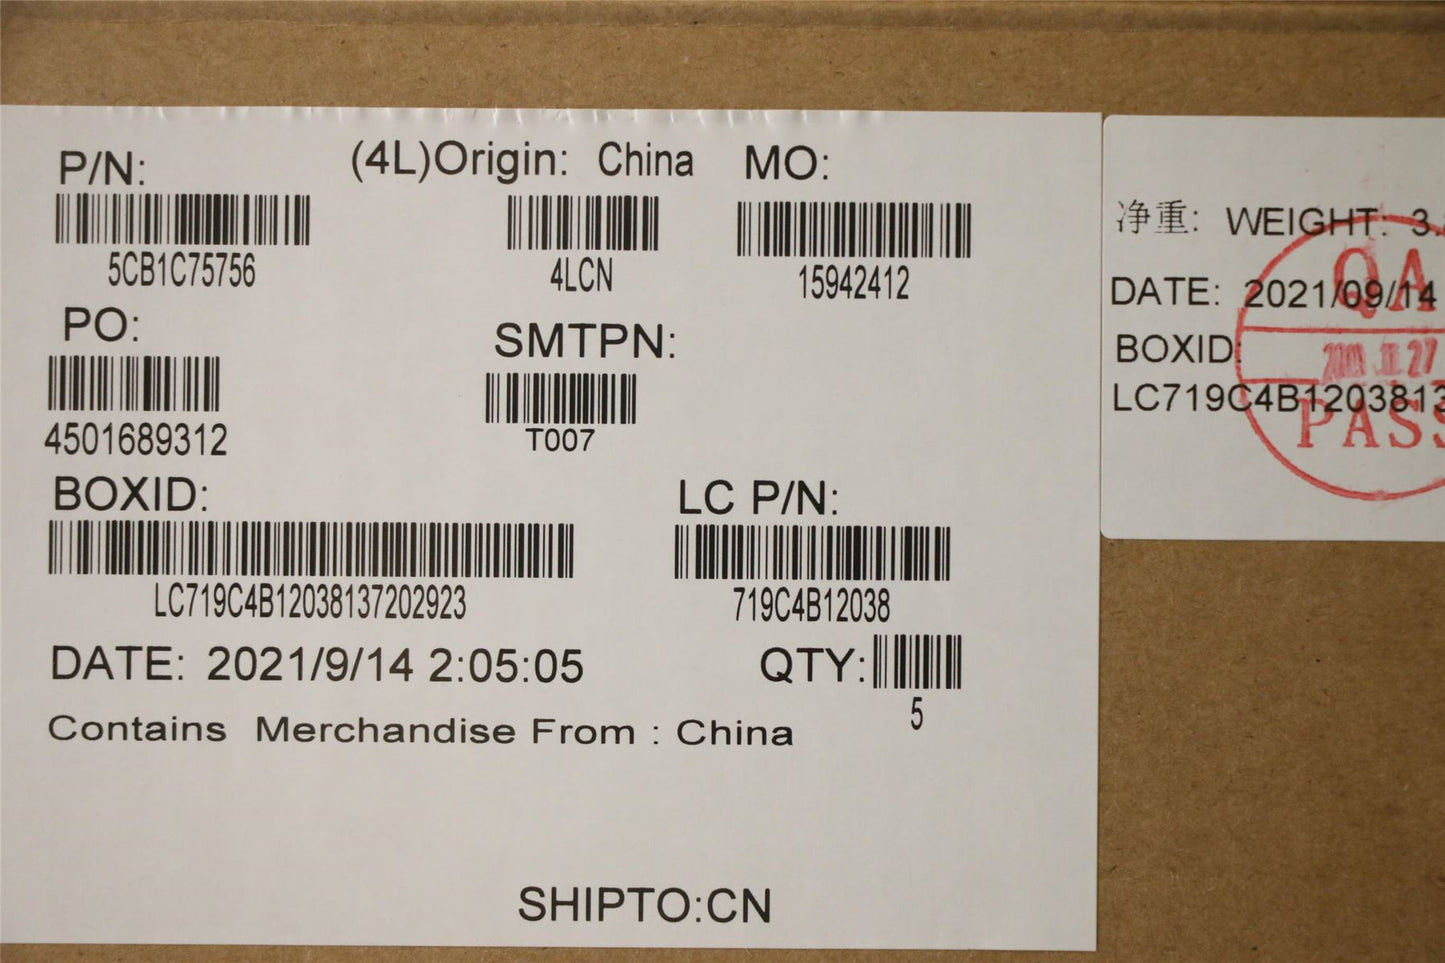 P/N: (4L)Origin: China MO:
5CB1C75756 4LCN 15942412
PO: SMTPN:
4501689312 T007
BOXID: LC P/N:
LC719C4B12038137202923 719C4B12038
DATE: 2021/9/14 2:05:05 QTY:
5
Contains Merchandise From : China
SHIPTO:CN
净重: WEIGHT: 3.
DATE: 2021/09/14
BOXID:
LC719C4B1203813
QA
PASS